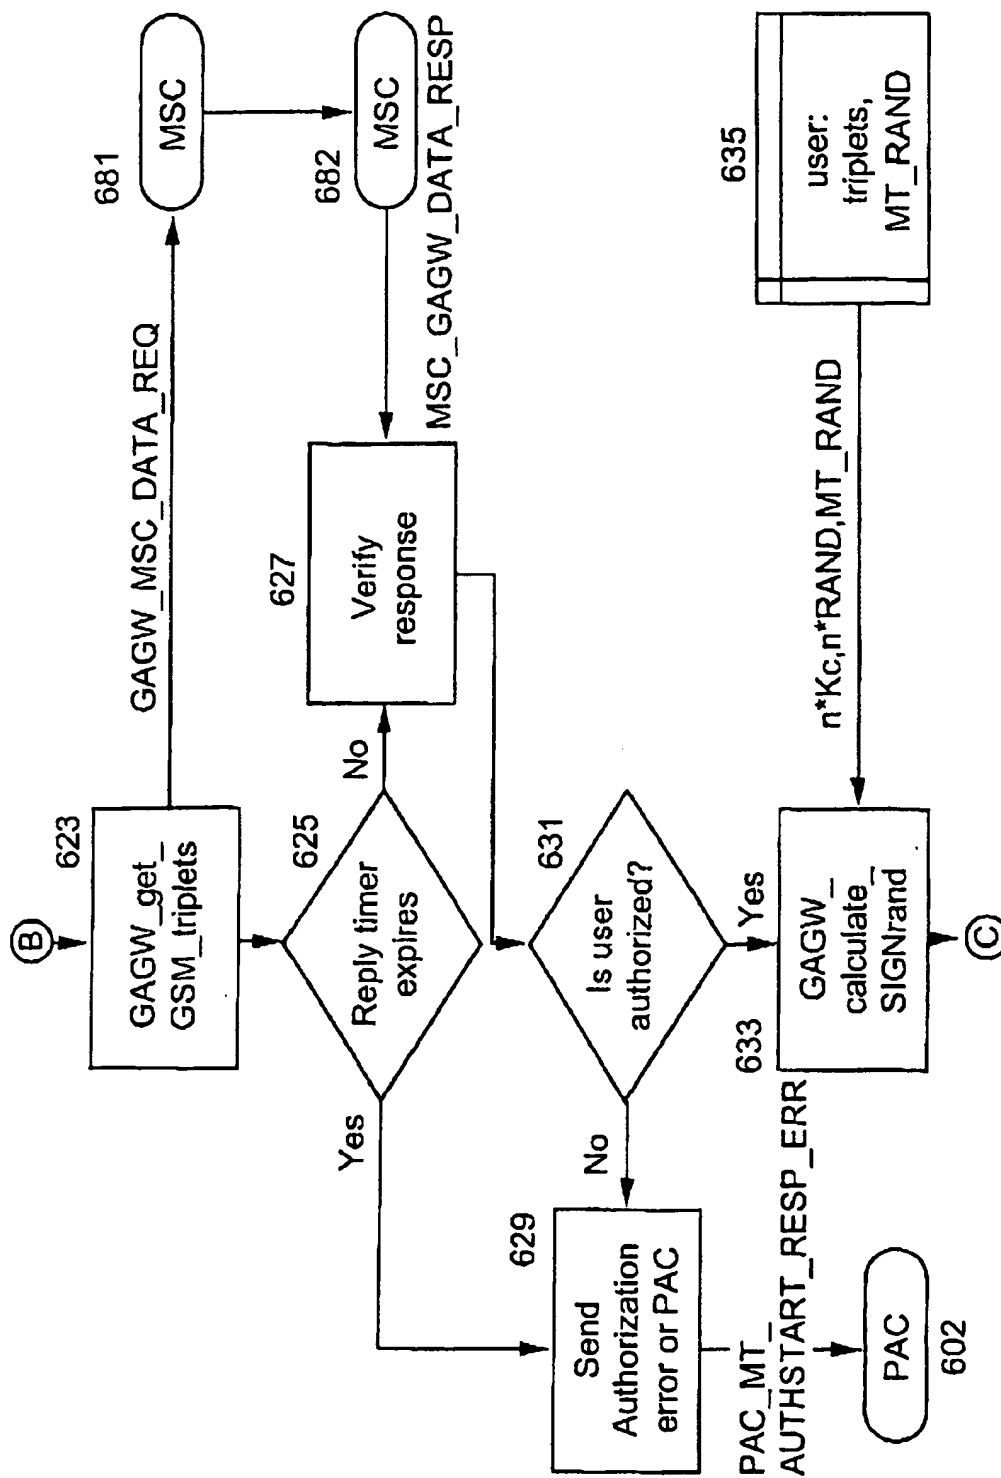 B
623
GAGW_get_
GSM_triplets
GAGW_MSC_DATA_REQ
681
MSC
625
Reply timer
expires
Yes
No
627
Verify
response
682
MSC
MSC_GAGW_DATA_RESP
629
Send
Authorization
error or PAC
No
631
Is user
authorized?
Yes
PAC_MT_
AUTHSTART_RESP_ERR
PAC
602
633
GAGW_
calculate_
SIGNrand
n*Kc,n*RAND,MT_RAND
635
user:
triplets,
MT_RAND
C